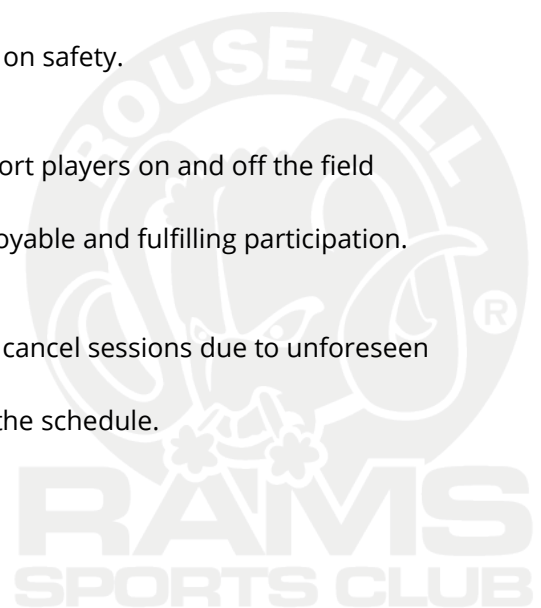 on safety.
ort players on and off the field
oyable and fulfilling participation.
cancel sessions due to unforeseen
the schedule.
ROUSE HILL
®
RAMS
SPORTS CLUB